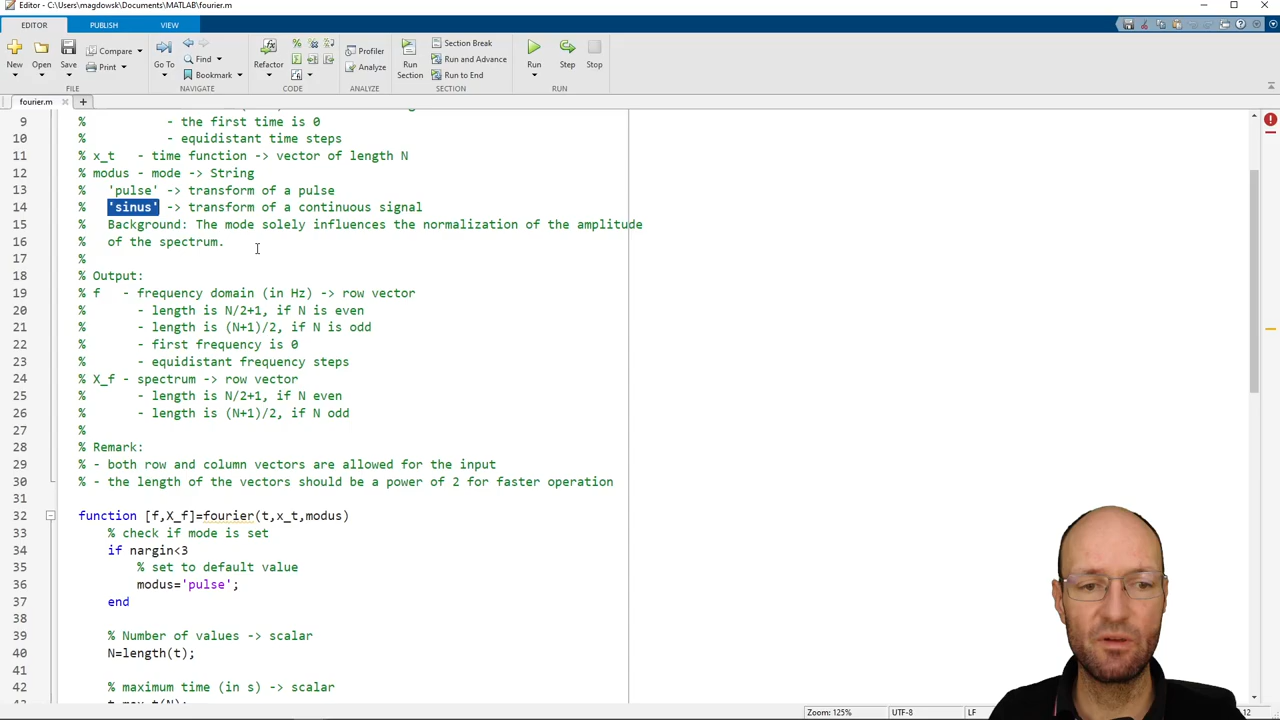 Editor - C:\Users\magdowsk\Documents\MATLAB\fourier.m
EDITOR PUBLISH VIEW
New Open Save Compare Print Go To Find Bookmark Refactor Profiler Analyze Run Section Section Break Run and Advance Run to End Run Step Stop
FILE NAVIGATE CODE ANALYZE SECTION RUN
fourier.m
9 % - the first time is 0
10 % - equidistant time steps
11 % x_t - time function -> vector of length N
12 % modus - mode -> String
13 % 'pulse' -> transform of a pulse
14 % 'sinus' -> transform of a continuous signal
15 % Background: The mode solely influences the normalization of the amplitude
16 % of the spectrum.
17 %
18 % Output:
19 % f - frequency domain (in Hz) -> row vector
20 % - length is N/2+1, if N is even
21 % - length is (N+1)/2, if N is odd
22 % - first frequency is 0
23 % - equidistant frequency steps
24 % X_f - spectrum -> row vector
25 % - length is N/2+1, if N even
26 % - length is (N+1)/2, if N odd
27 %
28 % Remark:
29 % - both row and column vectors are allowed for the input
30 % - the length of the vectors should be a power of 2 for faster operation
31
32 function [f,X_f]=fourier(t,x_t,modus)
33 % check if mode is set
34 if nargin<3
35 % set to default value
36 modus='pulse';
37 end
38
39 % Number of values -> scalar
40 N=length(t);
41
42 % maximum time (in s) -> scalar
Zoom: 125% UTF-8 LF 12